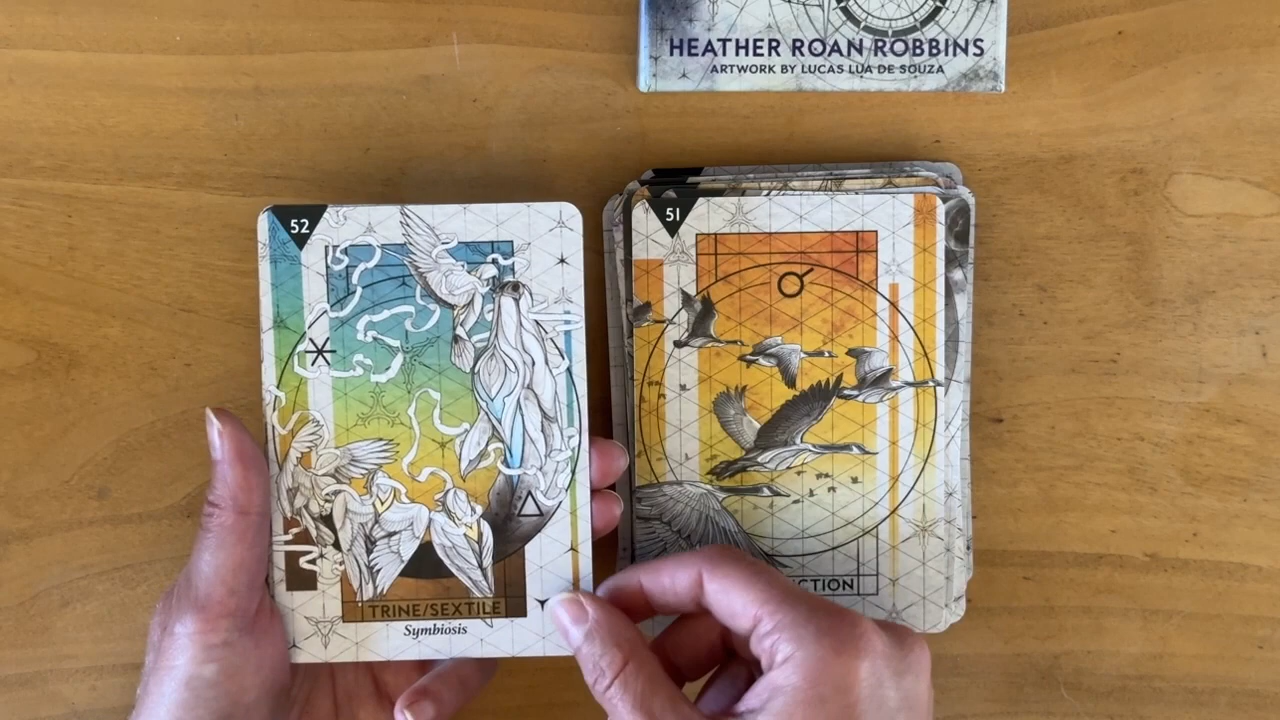 HEATHER ROAN ROBBINS
ARTWORK BY LUCAS LUA DE SOUZA
52
TRINE/SEXTILE
Symbiosis
51